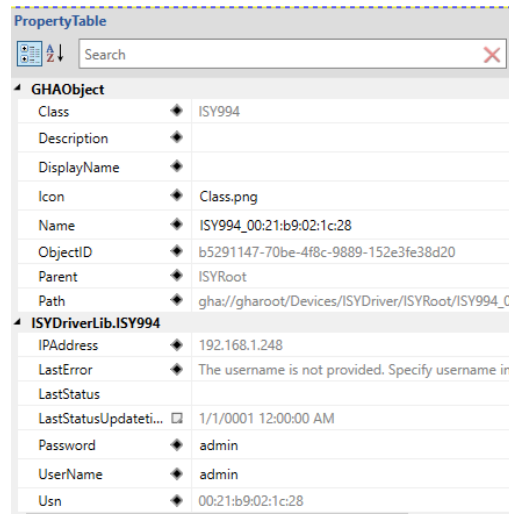 PropertyTable
Search
GHAObject
Class ISY994
Description
DisplayName
Icon Class.png
Name ISY994_00:21:b9:02:1c:28
ObjectID b5291147-70be-4f8c-9889-152e3fe38d20
Parent ISYRoot
Path gha://gharoot/Devices/ISYDriver/ISYRoot/ISY994_0
ISYDriverLib.ISY994
IPAddress 192.168.1.248
LastError The username is not provided. Specify username in
LastStatus
LastStatusUpdateti... 1/1/0001 12:00:00 AM
Password admin
UserName admin
Usn 00:21:b9:02:1c:28